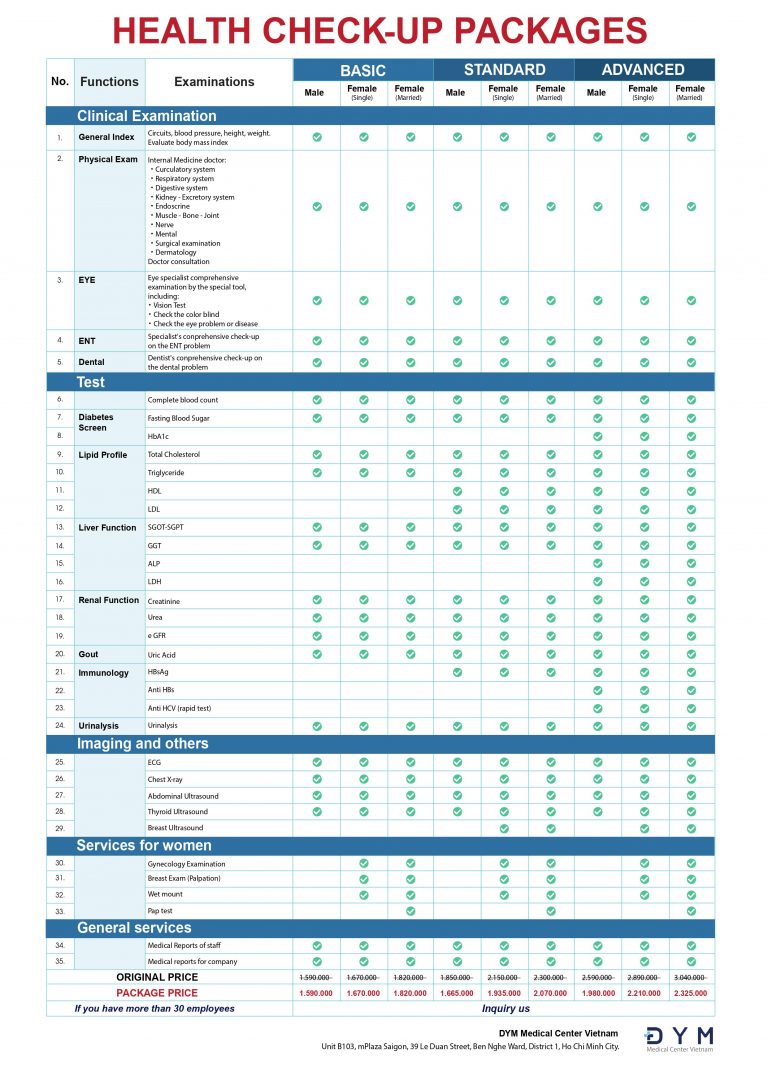 HEALTH CHECK-UP PACKAGES
No. Functions Examinations BASIC STANDARD ADVANCED
Male Female (Single) Female (Married) Male Female (Single) Female (Married) Male Female (Single) Female (Married)
Clinical Examination
1. General Index Circuits, blood pressure, height, weight.
Evaluate body mass index
2. Physical Exam Internal Medicine doctor:
• Curculatory system
• Respiratory system
• Digestive system
• Kidney - Excretory system
• Endoscrine
• Muscle - Bone - Joint
• Nerve
• Mental
• Surgical examination
• Dermatology
Doctor consultation
3. EYE Eye specialist comprehensive
examination by the special tool,
including:
• Vision Test
• Check the color blind
• Check the eye problem or disease
4. ENT Specialist's conprehensive check-up
on the ENT problem
5. Dental Dentist's conprehensive check-up on
the dental problem
Test
6. Complete blood count
7. Diabetes Screen Fasting Blood Sugar
8. HbA1c
9. Lipid Profile Total Cholesterol
10. Triglyceride
11. HDL
12. LDL
13. Liver Function SGOT-SGPT
14. GGT
15. ALP
16. LDH
17. Renal Function Creatinine
18. Urea
19. e GFR
20. Gout Uric Acid
21. Immunology HBsAg
22. Anti HBs
23. Anti HCV (rapid test)
24. Urinalysis Urinalysis
Imaging and others
25. ECG
26. Chest X-ray
27. Abdominal Ultrasound
28. Thyroid Ultrasound
29. Breast Ultrasound
Services for women
30. Gynecology Examination
31. Breast Exam (Palpation)
32. Wet mount
33. Pap test
General services
34. Medical Reports of staff
35. Medical reports for company
ORIGINAL PRICE 1.590.000 1.670.000 1.820.000 1.850.000 2.150.000 2.300.000 2.590.000 2.890.000 3.040.000
PACKAGE PRICE 1.590.000 1.670.000 1.820.000 1.665.000 1.935.000 2.070.000 1.980.000 2.210.000 2.325.000
If you have more than 30 employees Inquiry us
DYM Medical Center Vietnam
Unit B103, mPlaza Saigon, 39 Le Duan Street, Ben Nghe Ward, District 1, Ho Chi Minh City.
DYM
Medical Center Vietnam